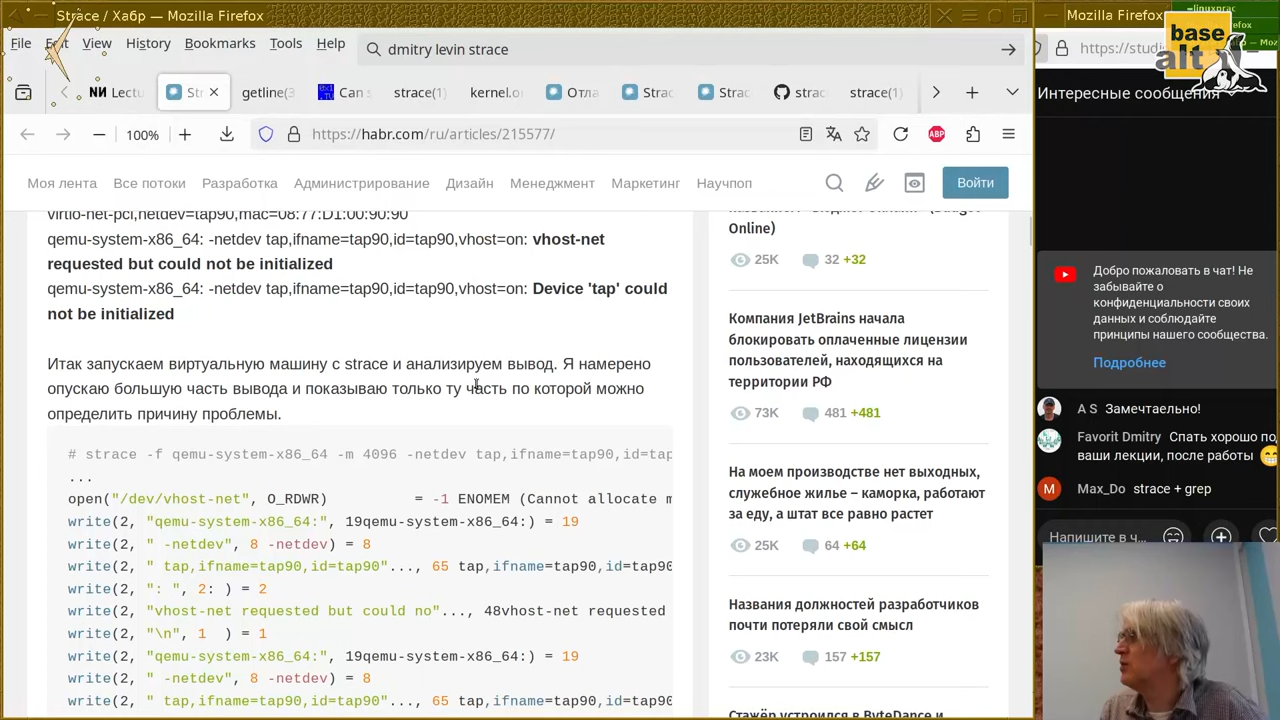 Strace / Хабр — Mozilla Firefox
Mozilla Firefox
File Edit View History Bookmarks Tools Help
dmitry levin strace
Lectu
St
getline(3
Can s
strace(1)
kernel.o
Отла
Strac
Strac
strac
strace(1)
100%
https://habr.com/ru/articles/215577/
ABP
https://studi
base
alt
Моя лента Все потоки Разработка Администрирование Дизайн Менеджмент Маркетинг Научпоп
Войти
virtio-net-pci,netdev=tap90,mac=08:77:D1:00:90:90
qemu-system-x86_64: -netdev tap,ifname=tap90,id=tap90,vhost=on: vhost-net
requested but could not be initialized
qemu-system-x86_64: -netdev tap,ifname=tap90,id=tap90,vhost=on: Device 'tap' could
not be initialized
Итак запускаем виртуальную машину с strace и анализируем вывод. Я намерено
опускаю большую часть вывода и показываю только ту часть по которой можно
определить причину проблемы.
# strace -f qemu-system-x86_64 -m 4096 -netdev tap,ifname=tap90,id=tap
...
open("/dev/vhost-net", O_RDWR) = -1 ENOMEM (Cannot allocate m
write(2, "qemu-system-x86_64:", 19qemu-system-x86_64:) = 19
write(2, " -netdev", 8 -netdev) = 8
write(2, " tap,ifname=tap90,id=tap90"..., 65 tap,ifname=tap90,id=tap90
write(2, ": ", 2: ) = 2
write(2, "vhost-net requested but could no"..., 48vhost-net requested
write(2, "\n", 1 ) = 1
write(2, "qemu-system-x86_64:", 19qemu-system-x86_64:) = 19
write(2, " -netdev", 8 -netdev) = 8
write(2, " tap,ifname=tap90,id=tap90"..., 65 tap,ifname=tap90,id=tap90
Online)
25K 32 +32
Компания JetBrains начала
блокировать оплаченные лицензии
пользователей, находящихся на
территории РФ
73K 481 +481
На моем производстве нет выходных,
служебное жилье – каморка, работают
за еду, а штат все равно растет
25K 64 +64
Названия должностей разработчиков
почти потеряли свой смысл
23K 157 +157
Стажёр устроился в ByteDance и
Интересные сообщения
Добро пожаловать в чат! Не
забывайте о
конфиденциальности своих
данных и соблюдайте
принципы нашего сообщества.
Подробнее
A S Замечтаельно!
Favorit Dmitry Спать хорошо по
ваши лекции, после работы
M Max_Do strace + grep
Напишите в ч...